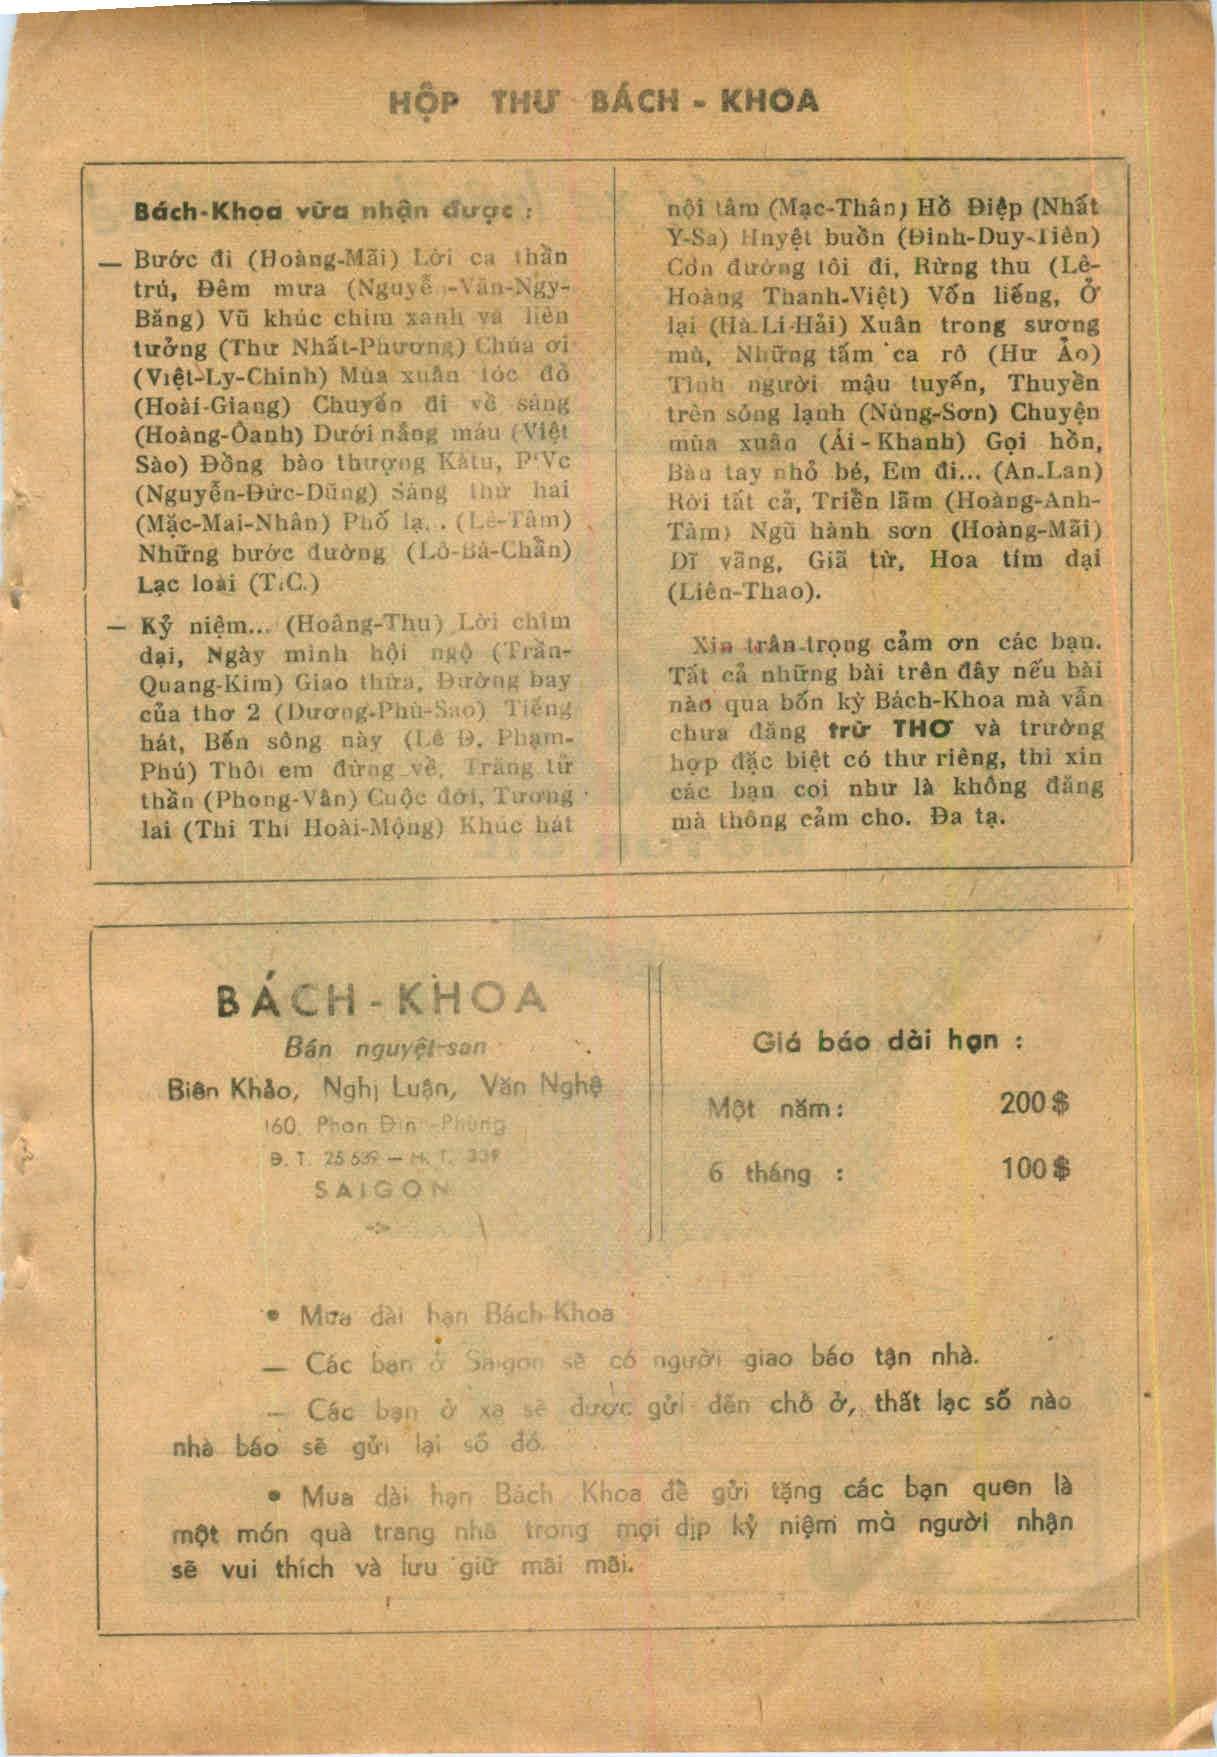 HỘP THƯ BÁCH - KHOA
Bách-Khoa vừa nhận được :
— Bước đi (Hoàng-Mãi) Lời ca thần
trú, Đêm mưa (Nguyễn-Văn-Ngy-
Băng) Vũ khúc chim xanh và liên
tưởng (Thư Nhất-Phương) Chúa ơi
(Việt-Ly-Chinh) Mùa xuân tóc đỏ
(Hoài-Giang) Chuyến đi về sáng
(Hoàng-Oanh) Dưới nắng máu (Việt
Sào) Đồng bào thượng Kàtu, P'Vc
(Nguyễn-Đức-Dũng) Sáng thứ hai
(Mặc-Mai-Nhân) Phố lạ... (Lê-Tâm)
Những bước đường (Lô-Bá-Chẩn)
Lạc loài (T.C.)
— Kỷ niệm... (Hoâng-Thu) Lời chim
dại, Ngày mình hội ngộ (Trần-
Quang-Kim) Giao thừa, Đường bay
của thơ 2 (Dương-Phù-Sao) Tiếng
hát, Bến sông này (Lê Đ. Phạm-
Phú) Thôi em đừng về, Trăng tử
thần (Phong-Vân) Cuộc đời, Tương
lai (Thi Thi Hoài-Mộng) Khúc hát
nội tâm (Mạc-Thân) Hồ Điệp (Nhất
Y-Sa) Huyệt buồn (Đinh-Duy-Tiên)
Con đường tôi đi, Rừng thu (Lê-
Hoàng Thanh-Việt) Vốn liếng, Ở
lại (Hà-Li-Hải) Xuân trong sương
mù, Những tấm ca rô (Hư Ảo)
Tình người mậu tuyến, Thuyền
trên sông lạnh (Nùng-Sơn) Chuyện
mùa xuân (Ái-Khanh) Gọi hồn,
Bàn tay nhỏ bé, Em đi... (An-Lan)
Rời tất cả, Triển lãm (Hoàng-Anh-
Tâm) Ngũ hành sơn (Hoàng-Mãi)
Dĩ vãng, Giã từ, Hoa tím dại
(Liên-Thao).
Xin trân-trọng cảm ơn các bạn.
Tất cả những bài trên đây nếu bài
nào qua bốn kỳ Bách-Khoa mà vẫn
chưa đăng trừ THƠ và trường
hợp đặc biệt có thư riêng, thì xin
các bạn coi như là không đăng
mà thông cảm cho. Đa tạ.
BÁCH - KHOA
Bán nguyệt-san
Biên Khảo, Nghị Luận, Văn Nghệ
160, Phan Đình-Phùng
Đ. T. 25 539 — H. T. 339
SAIGON
Giá báo dài hạn :
Một năm: 200$
6 tháng : 100$
• Mua dài hạn Bách-Khoa
— Các bạn ở Saigon sẽ có người giao báo tận nhà.
— Các bạn ở xa sẽ được gửi đến chỗ ở, thất lạc số nào
nhà báo sẽ gửi lại số đó.
• Mua dài hạn Bách Khoa để gửi tặng các bạn quen là
một món quà trang nhã trong mọi dịp kỷ niệm mà người nhận
sẽ vui thích và lưu giữ mãi mãi.